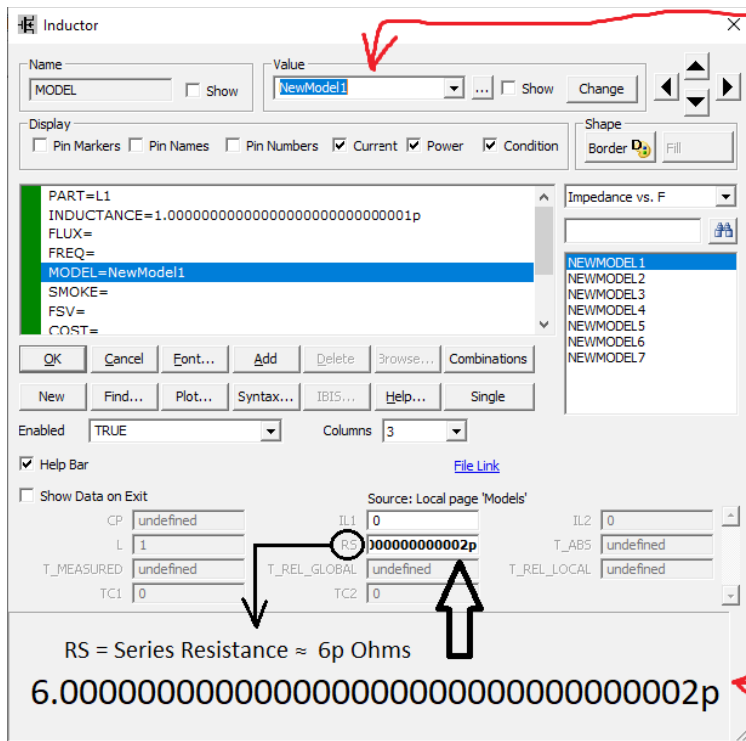 Inductor
Name
MODEL
Show
Value
NewModel1
...
Show
Change
Display
Pin Markers Pin Names Pin Numbers Current Power Condition
Shape
Border
Fill
PART=L1
INDUCTANCE=1.0000000000000000000000000001p
FLUX=
FREQ=
MODEL=NewModel1
SMOKE=
FSV=
COST=
Impedance vs. F
NEWMODEL1
NEWMODEL2
NEWMODEL3
NEWMODEL4
NEWMODEL5
NEWMODEL6
NEWMODEL7
OK Cancel Font... Add Delete Browse... Combinations
New Find... Plot... Syntax... IBIS... Help... Single
Enabled TRUE Columns 3
Help Bar
File Link
Show Data on Exit
Source: Local page 'Models'
CP undefined IL1 0 IL2 0
L 1 RS 000000000002p T_ABS undefined
T_MEASURED undefined T_REL_GLOBAL undefined T_REL_LOCAL undefined
TC1 0 TC2 0
RS = Series Resistance ≈ 6p Ohms
6.0000000000000000000000000000002p